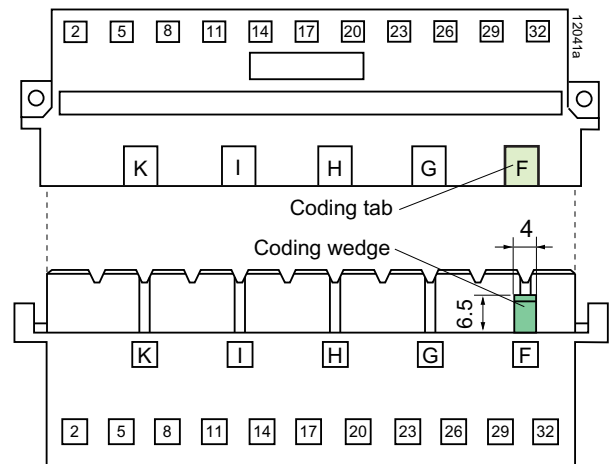 2 5 8 11 14 17 20 23 26 29 32
12041a
K I H G F
Coding tab
4
Coding wedge
6.5
K I H G F
2 5 8 11 14 17 20 23 26 29 32